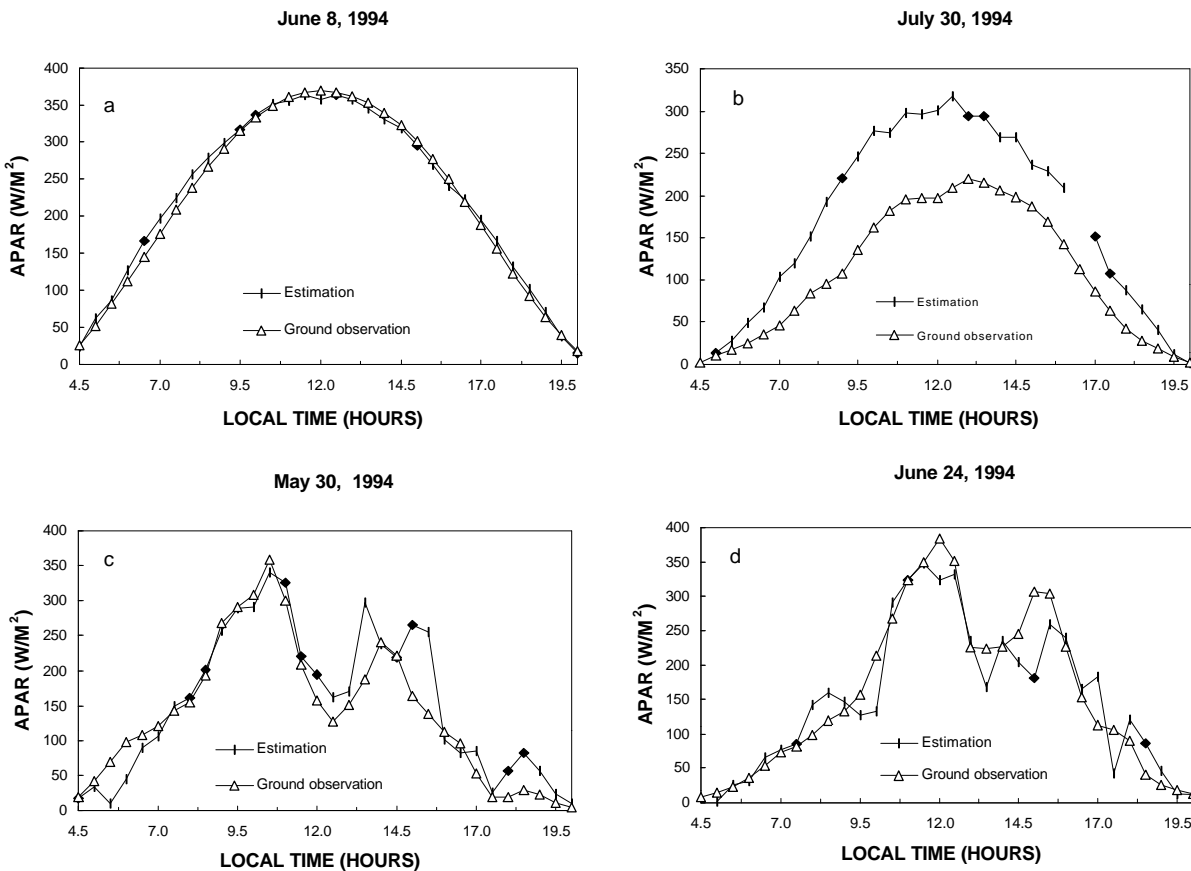 June 8, 1994
400
350
300
250
200
150
100
50
0
APAR (W/M²)
a
Estimation
Ground observation
4.5 7.0 9.5 12.0 14.5 17.0 19.5
LOCAL TIME (HOURS)
July 30, 1994
350
300
250
200
150
100
50
0
APAR (W/M²)
b
Estimation
Ground observation
4.5 7.0 9.5 12.0 14.5 17.0 19.5
LOCAL TIME (HOURS)
May 30, 1994
400
350
300
250
200
150
100
50
0
APAR (W/M²)
c
Estimation
Ground observation
4.5 7.0 9.5 12.0 14.5 17.0 19.5
LOCAL TIME (HOURS)
June 24, 1994
400
350
300
250
200
150
100
50
0
APAR (W/M²)
d
Estimation
Ground observation
4.5 7.0 9.5 12.0 14.5 17.0 19.5
LOCAL TIME (HOURS)